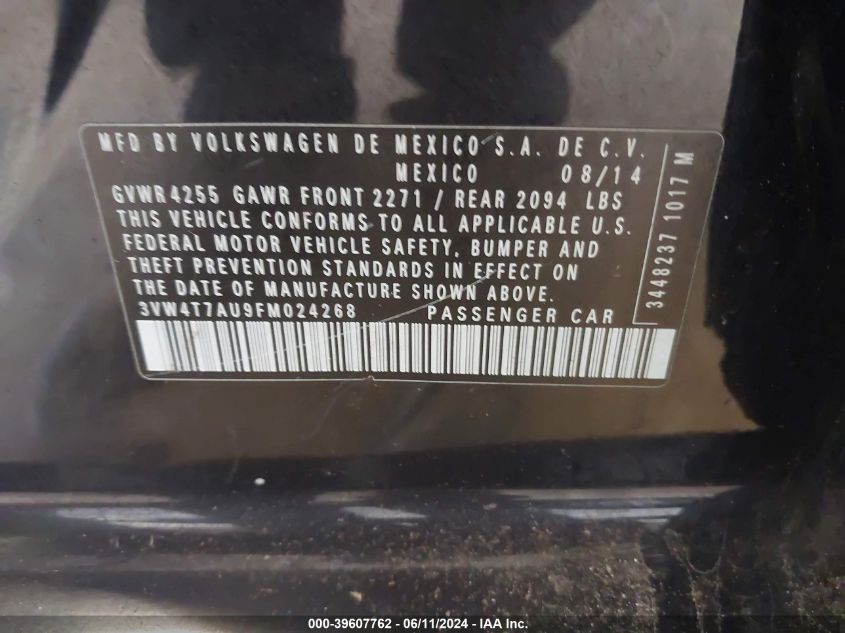 MFD BY VOLKSWAGEN DE MEXICO S.A. DE C.V.
MEXICO 08/14
GVWR 4255 GAWR FRONT 2271 / REAR 2094 LBS
THIS VEHICLE CONFORMS TO ALL APPLICABLE U.S.
FEDERAL MOTOR VEHICLE SAFETY, BUMPER AND
THEFT PREVENTION STANDARDS IN EFFECT ON
THE DATE OF MANUFACTURE SHOWN ABOVE.
3VW4T7AU9FM024268 PASSENGER CAR
3448237 1017 M
000-39607762 - 06/11/2024 - IAA Inc.